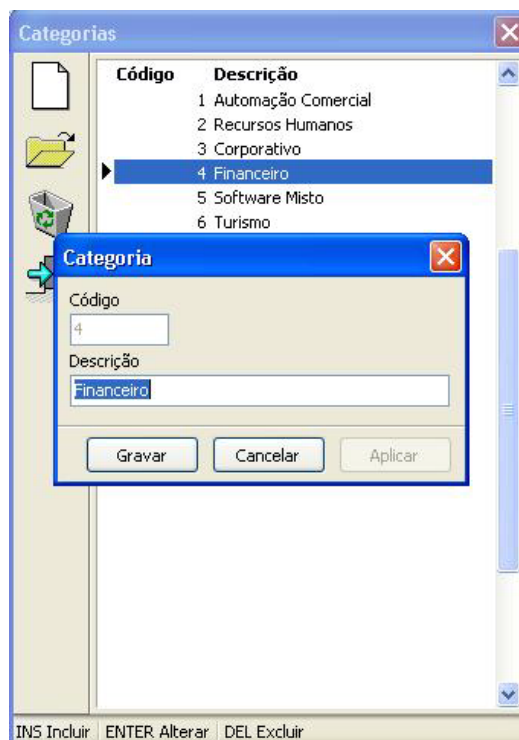 Categorias
Código Descrição
1 Automação Comercial
2 Recursos Humanos
3 Corporativo
4 Financeiro
5 Software Misto
6 Turismo
Categoria
Código
4
Descrição
Financeiro
Gravar Cancelar Aplicar
INS Incluir ENTER Alterar DEL Excluir